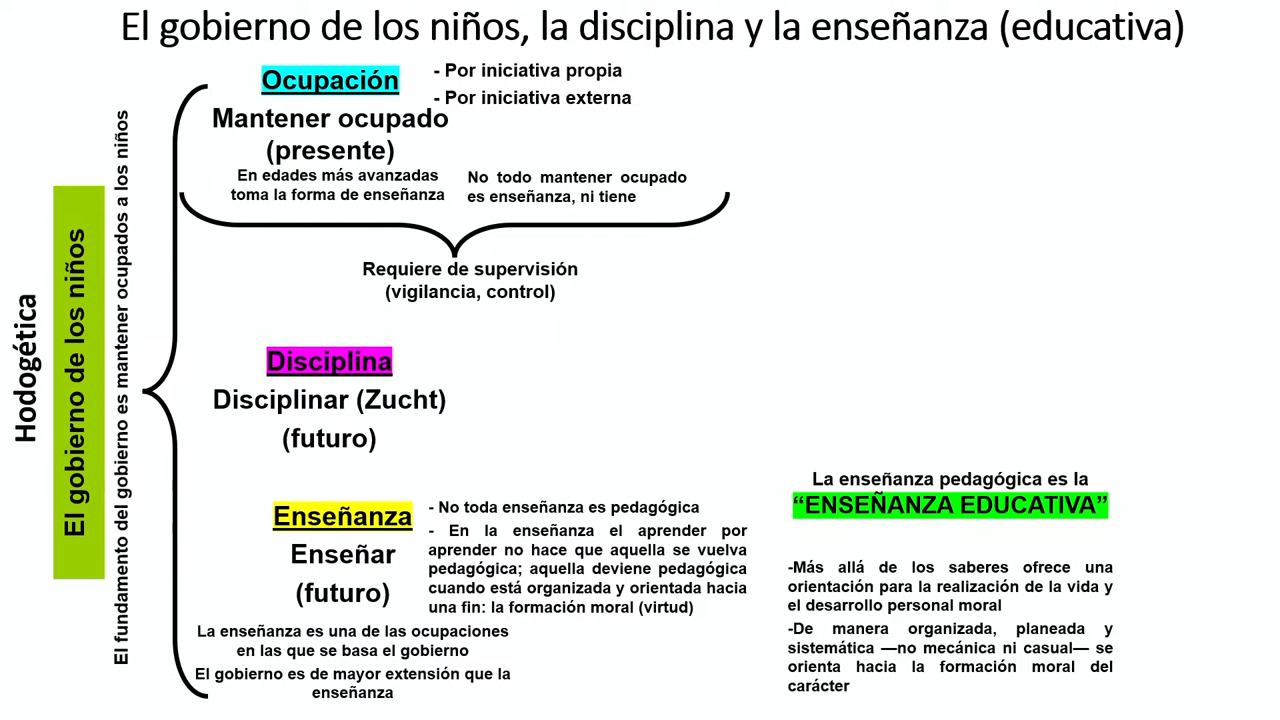 El gobierno de los niños, la disciplina y la enseñanza (educativa)
Hodogética
El gobierno de los niños
El fundamento del gobierno es mantener ocupados a los niños
Ocupación
- Por iniciativa propia
- Por iniciativa externa
Mantener ocupado
(presente)
En edades más avanzadas
toma la forma de enseñanza
No todo mantener ocupado
es enseñanza, ni tiene
Requiere de supervisión
(vigilancia, control)
Disciplina
Disciplinar (Zucht)
(futuro)
Enseñanza
Enseñar
(futuro)
- No toda enseñanza es pedagógica
- En la enseñanza el aprender por
aprender no hace que aquella se vuelva
pedagógica; aquella deviene pedagógica
cuando está organizada y orientada hacia
una fin: la formación moral (virtud)
La enseñanza es una de las ocupaciones
en las que se basa el gobierno
El gobierno es de mayor extensión que la
enseñanza
La enseñanza pedagógica es la
“ENSEÑANZA EDUCATIVA”
-Más allá de los saberes ofrece una
orientación para la realización de la vida y
el desarrollo personal moral
-De manera organizada, planeada y
sistemática —no mecánica ni casual— se
orienta hacia la formación moral del
carácter